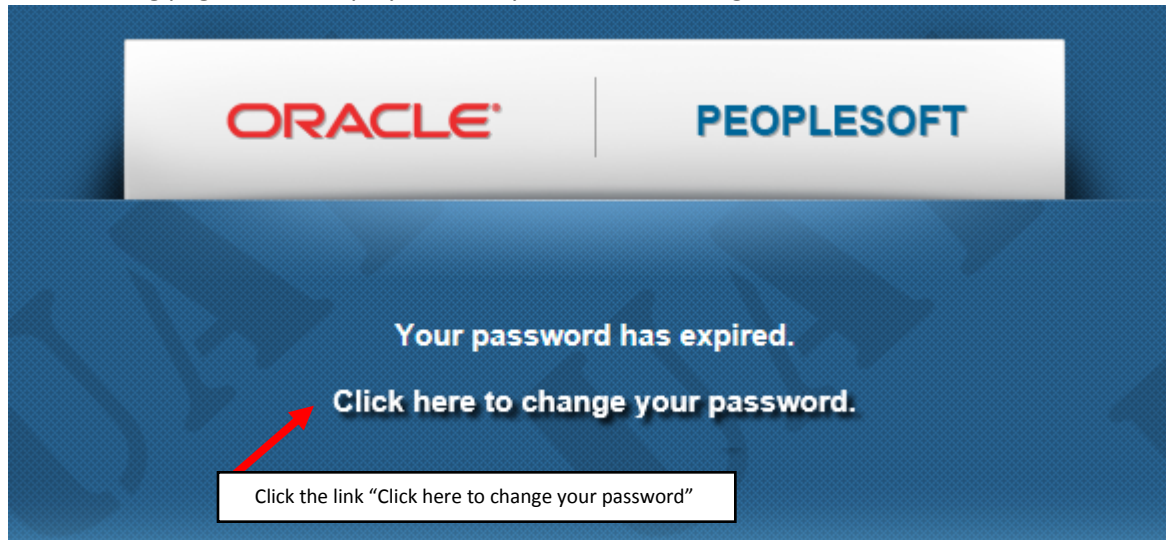 ORACLE
PEOPLESOFT
Your password has expired.
Click here to change your password.
Click the link “Click here to change your password”